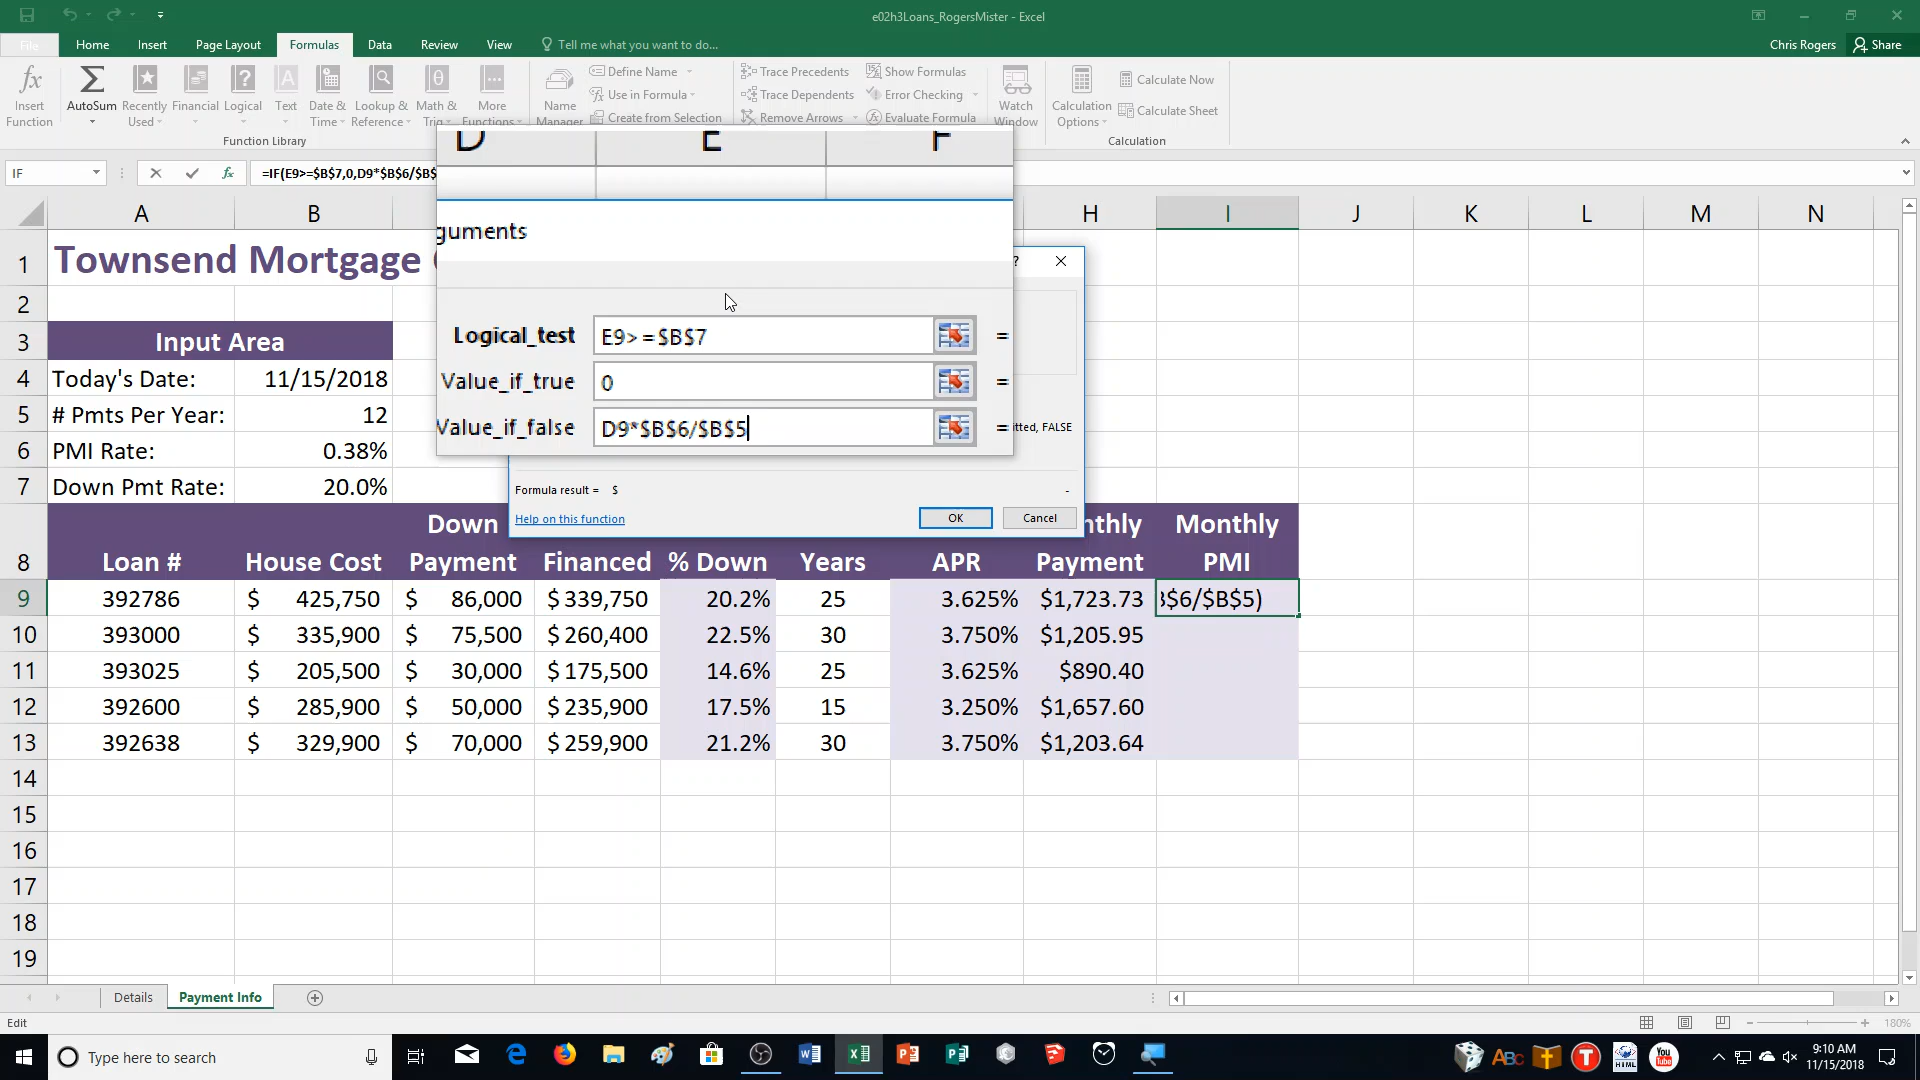 e02h3Loans_RogersMister - Excel
File Home Insert Page Layout Formulas Data Review View Tell me what you want to do... Chris Rogers Share
Insert Function
AutoSum
Recently Used
Financial
Logical
Text
Date & Time
Lookup & Reference
Math & Trig
More Functions
Name Manager
Define Name
Use in Formula
Create from Selection
Trace Precedents
Trace Dependents
Remove Arrows
Show Formulas
Error Checking
Evaluate Formula
Watch Window
Calculation Options
Calculate Now
Calculate Sheet
Function Library
Calculation
IF
fx
=IF(E9>=$B$7,0,D9*$B$6/$B$
D E F
guments
Logical_test E9>=$B$7 =
Value_if_true 0 =
Value_if_false D9*$B$6/$B$5 =
itted, FALSE
Formula result = $ -
Help on this function
OK
Cancel
A B H I J K L M N
1 Townsend Mortgage
2
3 Input Area
4 Today's Date: 11/15/2018
5 # Pmts Per Year: 12
6 PMI Rate: 0.38%
7 Down Pmt Rate: 20.0%
8 Loan # House Cost Down Payment Financed % Down Years APR nthly Payment Monthly PMI
9 392786 $ 425,750 $ 86,000 $ 339,750 20.2% 25 3.625% $1,723.73 $6/$B$5)
10 393000 $ 335,900 $ 75,500 $ 260,400 22.5% 30 3.750% $1,205.95
11 393025 $ 205,500 $ 30,000 $ 175,500 14.6% 25 3.625% $890.40
12 392600 $ 285,900 $ 50,000 $ 235,900 17.5% 15 3.250% $1,657.60
13 392638 $ 329,900 $ 70,000 $ 259,900 21.2% 30 3.750% $1,203.64
14
15
16
17
18
19
Details Payment Info
Edit
180%
Type here to search
ABC
HTML
You Tube
9:10 AM
11/15/2018